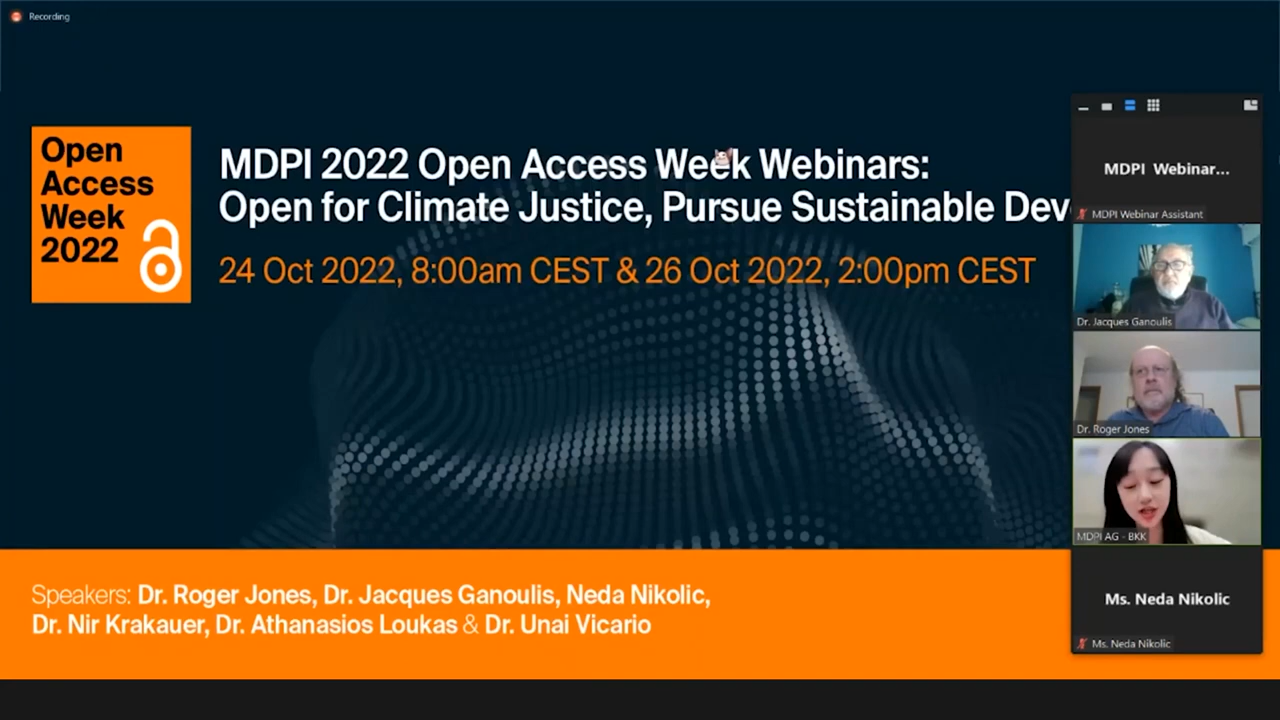 Recording
Open
Access
Week
2022
MDPI 2022 Open Access Week Webinars:
Open for Climate Justice, Pursue Sustainable Dev
24 Oct 2022, 8:00am CEST & 26 Oct 2022, 2:00pm CEST
MDPI Webinar...
MDPI Webinar Assistant
Dr. Jacques Ganoulis
Dr. Roger Jones
MDPI AG - BKK
Ms. Neda Nikolic
Ms. Neda Nikolic
Speakers: Dr. Roger Jones, Dr. Jacques Ganoulis, Neda Nikolic,
Dr. Nir Krakauer, Dr. Athanasios Loukas & Dr. Unai Vicario